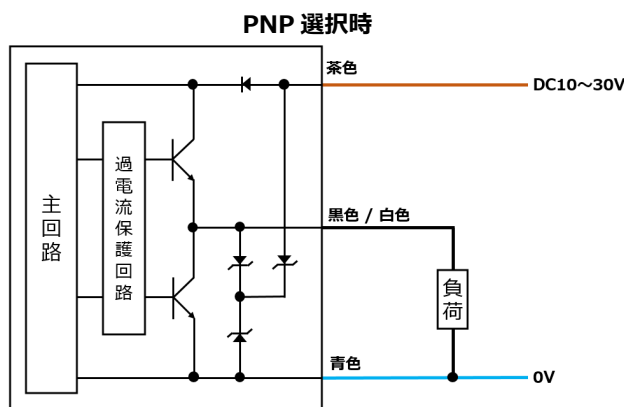 PNP 選択時
茶色
DC10～30V
主回路
過電流保護回路
黒色 / 白色
負荷
青色
0V